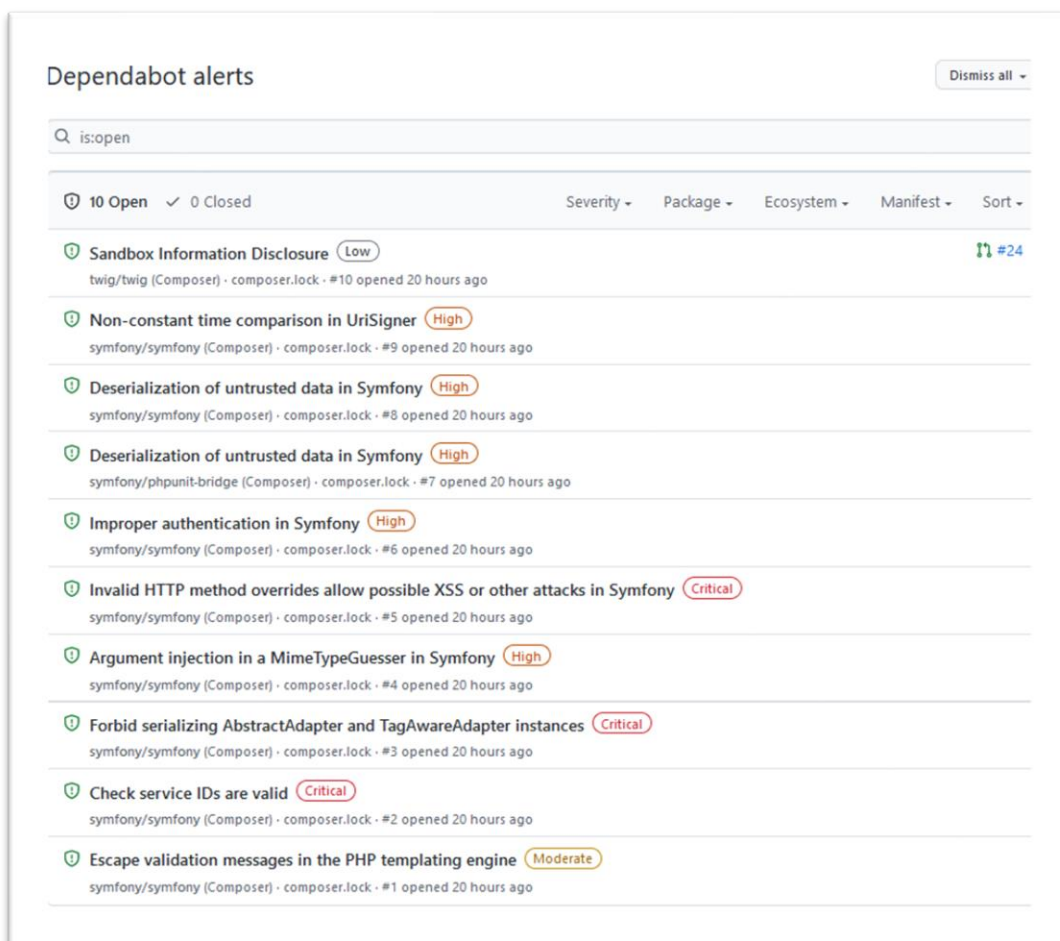 Dependabot alerts
Dismiss all
is:open
10 Open 0 Closed Severity Package Ecosystem Manifest Sort
Sandbox Information Disclosure Low #24
twig/twig (Composer) · composer.lock · #10 opened 20 hours ago
Non-constant time comparison in UriSigner High
symfony/symfony (Composer) · composer.lock · #9 opened 20 hours ago
Deserialization of untrusted data in Symfony High
symfony/symfony (Composer) · composer.lock · #8 opened 20 hours ago
Deserialization of untrusted data in Symfony High
symfony/phpunit-bridge (Composer) · composer.lock · #7 opened 20 hours ago
Improper authentication in Symfony High
symfony/symfony (Composer) · composer.lock · #6 opened 20 hours ago
Invalid HTTP method overrides allow possible XSS or other attacks in Symfony Critical
symfony/symfony (Composer) · composer.lock · #5 opened 20 hours ago
Argument injection in a MimeTypeGuesser in Symfony High
symfony/symfony (Composer) · composer.lock · #4 opened 20 hours ago
Forbid serializing AbstractAdapter and TagAwareAdapter instances Critical
symfony/symfony (Composer) · composer.lock · #3 opened 20 hours ago
Check service IDs are valid Critical
symfony/symfony (Composer) · composer.lock · #2 opened 20 hours ago
Escape validation messages in the PHP templating engine Moderate
symfony/symfony (Composer) · composer.lock · #1 opened 20 hours ago